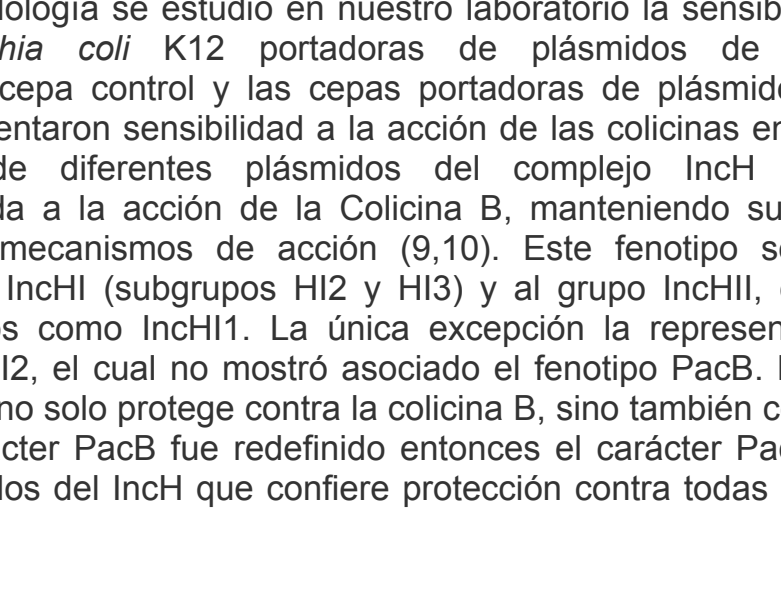 dología se estudió en nuestro laboratorio la sensib
hia coli K12 portadoras de plásmidos de
cepa control y las cepas portadoras de plásmido
entaron sensibilidad a la acción de las colicinas en
de diferentes plásmidos del complejo IncH
da a la acción de la Colicina B, manteniendo su
mecanismos de acción (9,10). Este fenotipo se
IncHI (subgrupos HI2 y HI3) y al grupo IncHII,
os como IncHI1. La única excepción la represen
HI2, el cual no mostró asociado el fenotipo PacB.
no solo protege contra la colicina B, sino también c
ácter PacB fue redefinido entonces el carácter Pac
dos del IncH que confiere protección contra todas